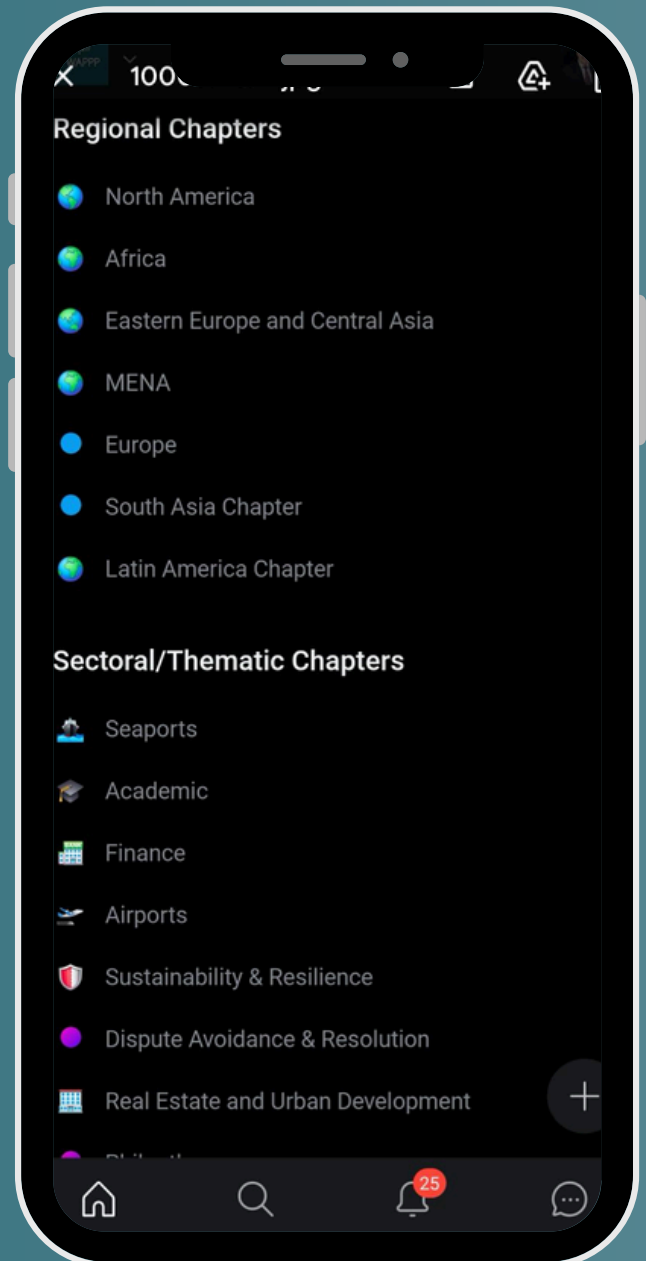 Regional Chapters
North America
Africa
Eastern Europe and Central Asia
MENA
Europe
South Asia Chapter
Latin America Chapter
Sectoral/Thematic Chapters
Seaports
Academic
Finance
Airports
Sustainability & Resilience
Dispute Avoidance & Resolution
Real Estate and Urban Development
25